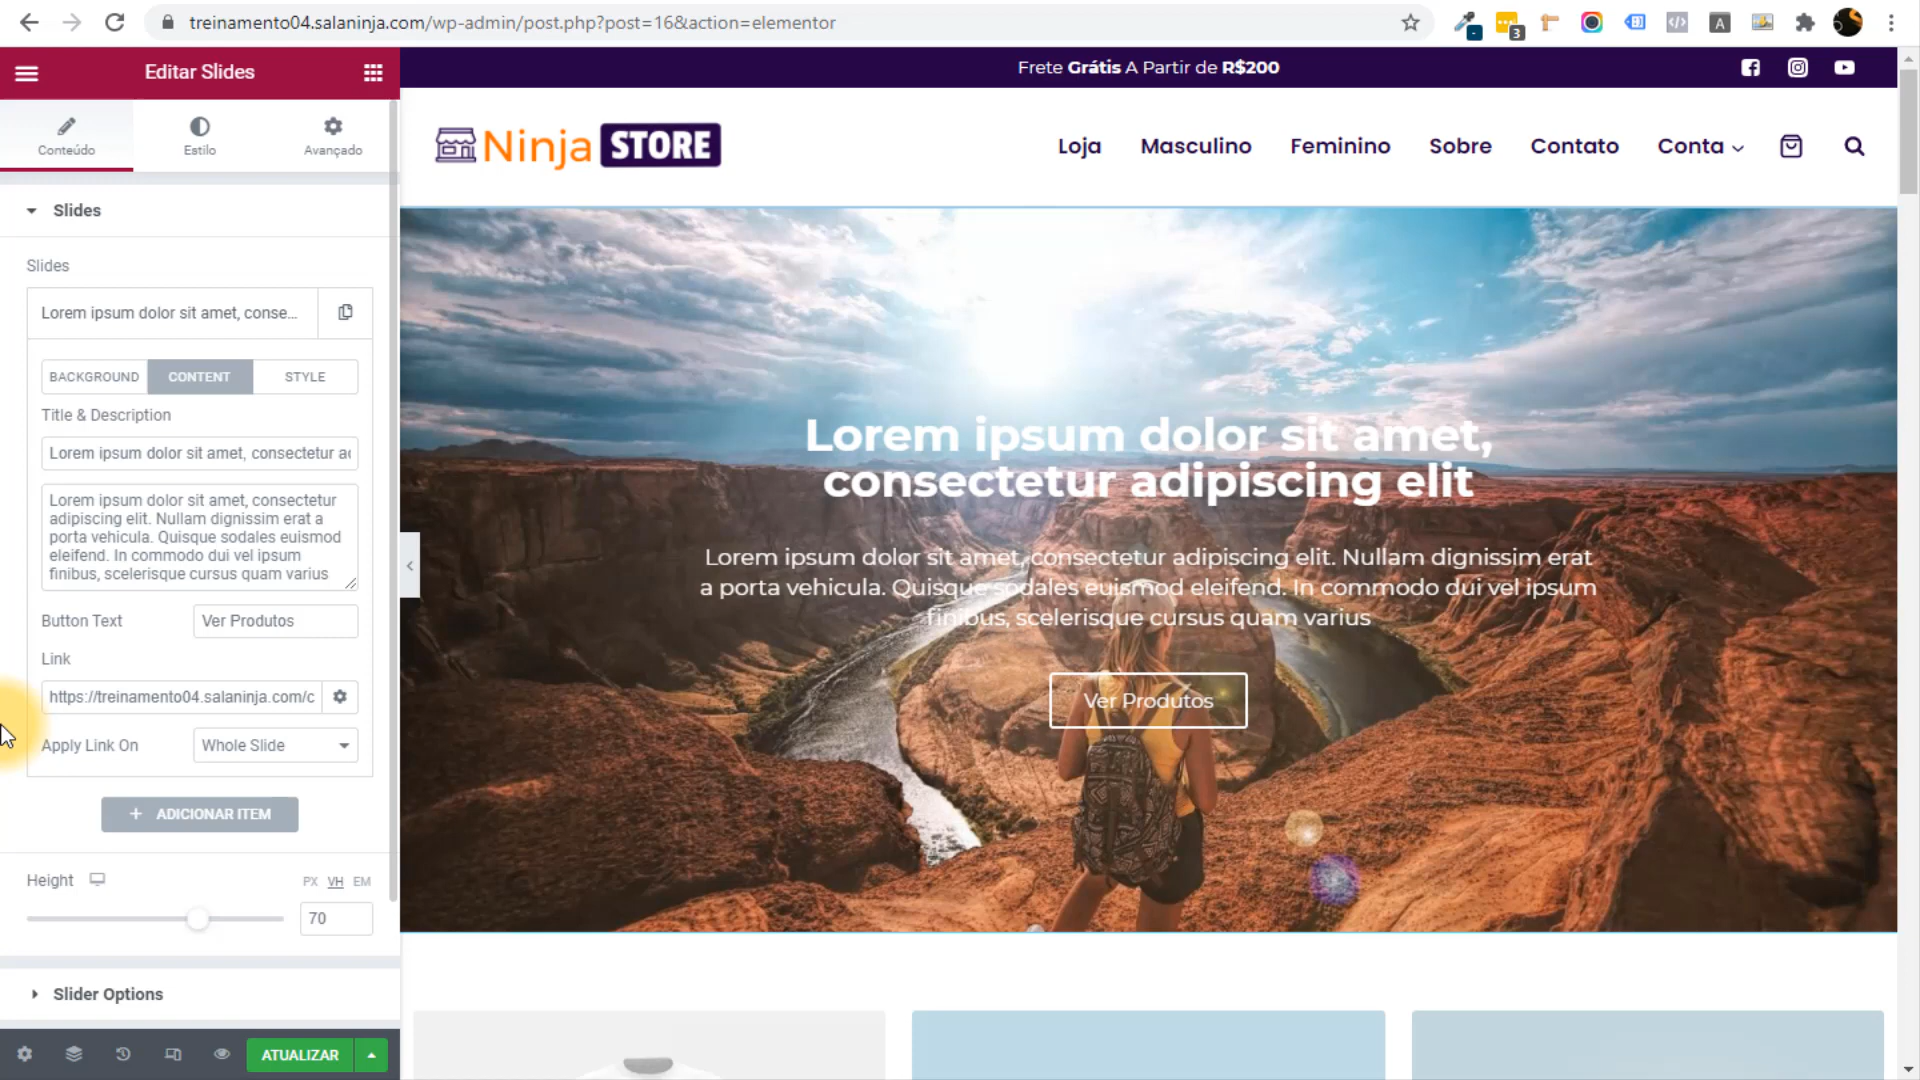 treinamento04.salaninja.com/wp-admin/post.php?post=16&action=elementor
3
A
Editar Slides
Frete Grátis A Partir de R$200
Conteúdo
Estilo
Avançado
Ninja STORE
Loja
Masculino
Feminino
Sobre
Contato
Conta
Slides
Slides
Lorem ipsum dolor sit amet, conse...
BACKGROUND
CONTENT
STYLE
Title & Description
Lorem ipsum dolor sit amet, consectetur a
Lorem ipsum dolor sit amet, consectetur
adipiscing elit. Nullam dignissim erat a
porta vehicula. Quisque sodales euismod
eleifend. In commodo dui vel ipsum
finibus, scelerisque cursus quam varius
Button Text
Ver Produtos
Link
https://treinamento04.salaninja.com/c
Apply Link On
Whole Slide
+ ADICIONAR ITEM
Height
PX VH EM
70
Slider Options
ATUALIZAR
Lorem ipsum dolor sit amet,
consectetur adipiscing elit
Lorem ipsum dolor sit amet, consectetur adipiscing elit. Nullam dignissim erat
a porta vehicula. Quisque sodales euismod eleifend. In commodo dui vel ipsum
finibus, scelerisque cursus quam varius
Ver Produtos